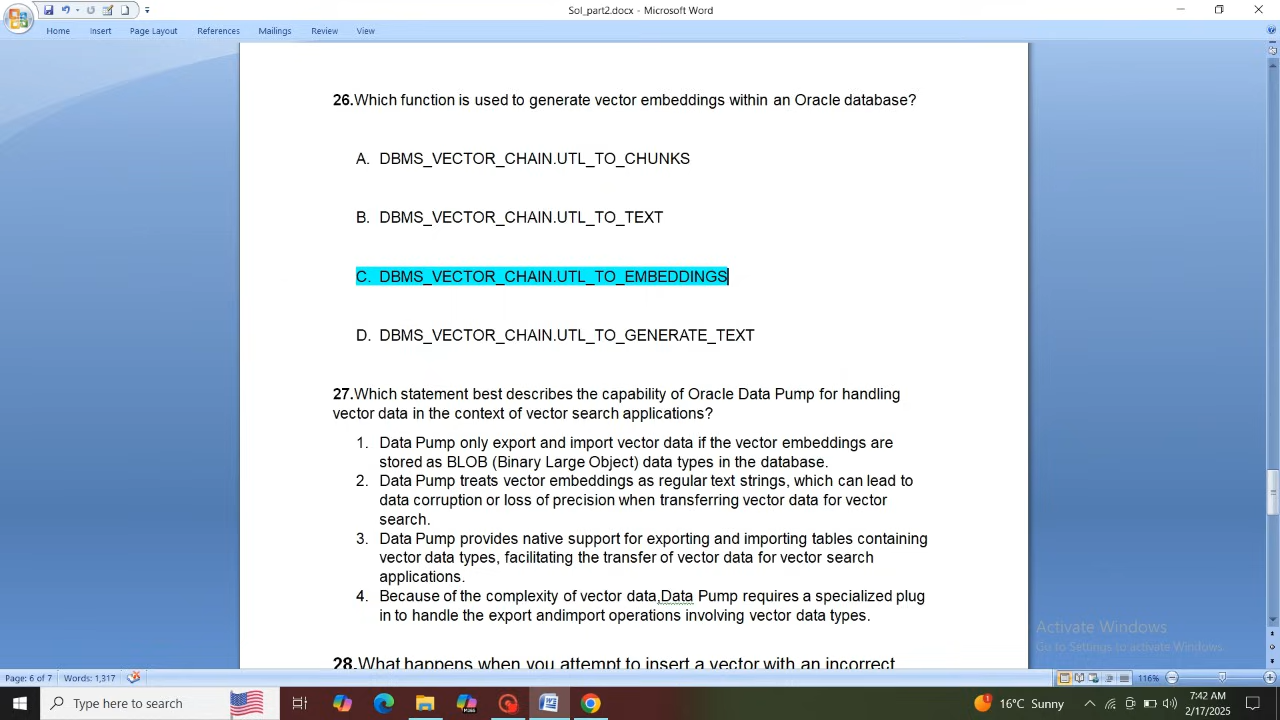 Sol_part2.docx - Microsoft Word
Home Insert Page Layout References Mailings Review View
26.Which function is used to generate vector embeddings within an Oracle database?
A. DBMS_VECTOR_CHAIN.UTL_TO_CHUNKS
B. DBMS_VECTOR_CHAIN.UTL_TO_TEXT
C. DBMS_VECTOR_CHAIN.UTL_TO_EMBEDDINGS
D. DBMS_VECTOR_CHAIN.UTL_TO_GENERATE_TEXT
27.Which statement best describes the capability of Oracle Data Pump for handling
vector data in the context of vector search applications?
1. Data Pump only export and import vector data if the vector embeddings are
stored as BLOB (Binary Large Object) data types in the database.
2. Data Pump treats vector embeddings as regular text strings, which can lead to
data corruption or loss of precision when transferring vector data for vector
search.
3. Data Pump provides native support for exporting and importing tables containing
vector data types, facilitating the transfer of vector data for vector search
applications.
4. Because of the complexity of vector data,Data Pump requires a specialized plug
in to handle the export andimport operations involving vector data types.
28.What happens when you attempt to insert a vector with an incorrect
Activate Windows
Go to Settings to activate Windows.
Page: 6 of 7 Words: 1,317 116%
Type here to search
16°C Sunny
7:42 AM
2/17/2025